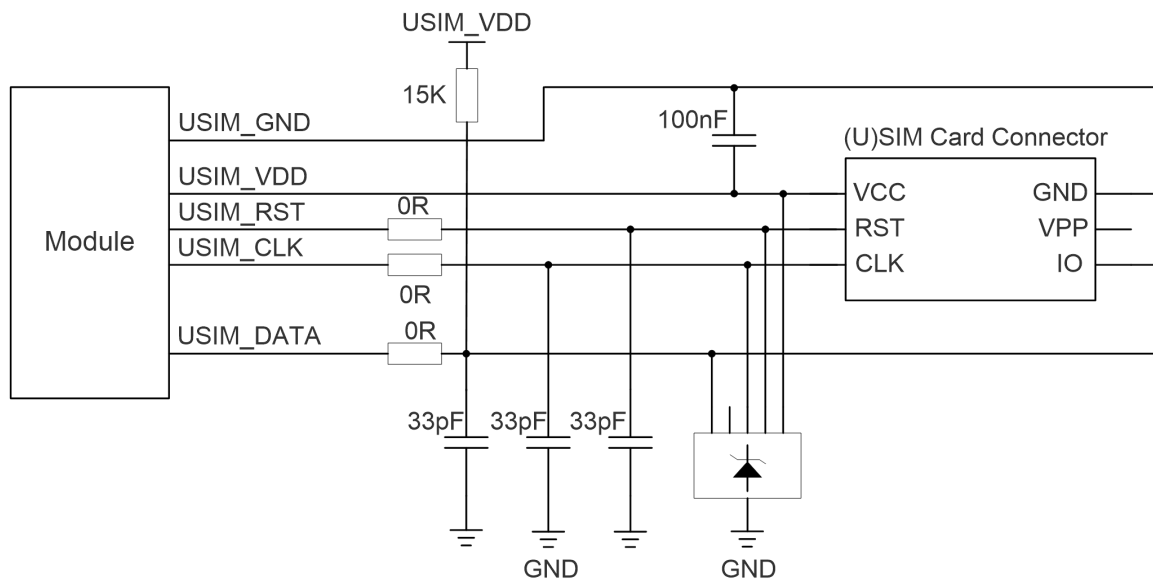 USIM_VDD
15K
USIM_GND
100nF
(U)SIM Card Connector
USIM_VDD
VCC
GND
USIM_RST
0R
RST
VPP
Module
USIM_CLK
CLK
IO
0R
USIM_DATA
0R
33pF
33pF
33pF
GND
GND